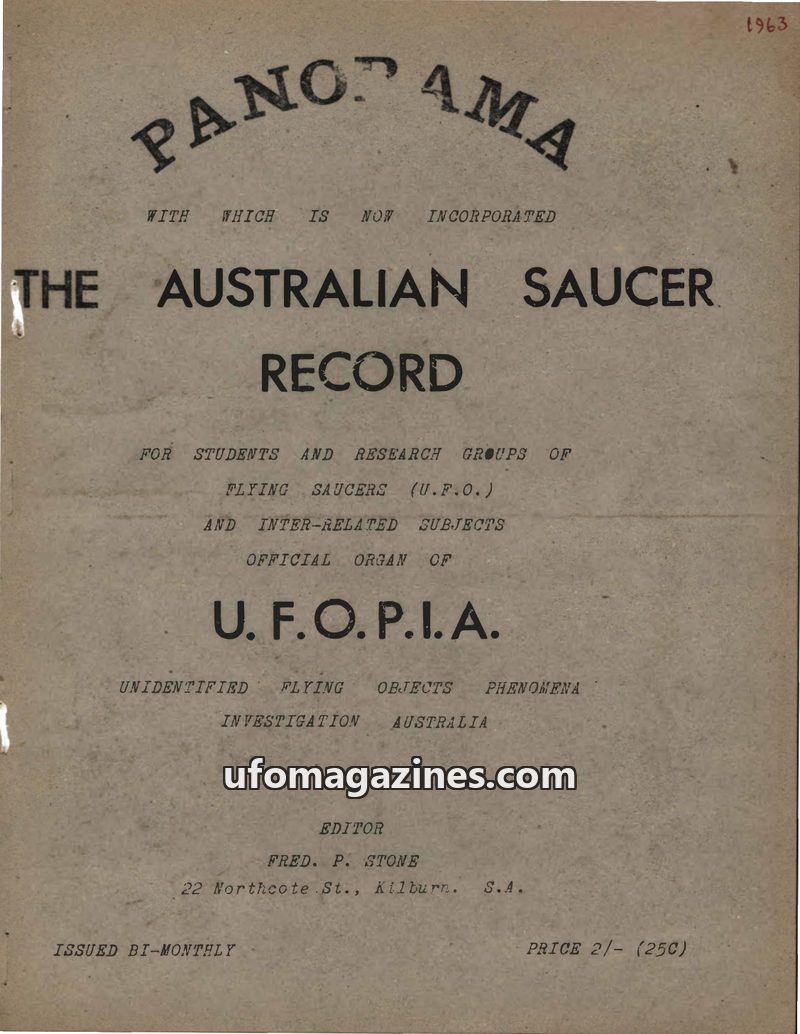 1963
PANORAMA
WITH WHICH IS NOW INCORPORATED
THE AUSTRALIAN SAUCER
RECORD
FOR STUDENTS AND RESEARCH GROUPS OF
FLYING SAUCERS (U.F.O.)
AND INTER-RELATED SUBJECTS
OFFICIAL ORGAN OF
U.F.O.P.I.A.
UNIDENTIFIED FLYING OBJECTS PHENOMENA
INVESTIGATION AUSTRALIA
ufomagazines.com
EDITOR
FRED. P. STONE
22 Northcote St., Kilburn. S.A.
ISSUED BI-MONTHLY PRICE 2/- (25C)